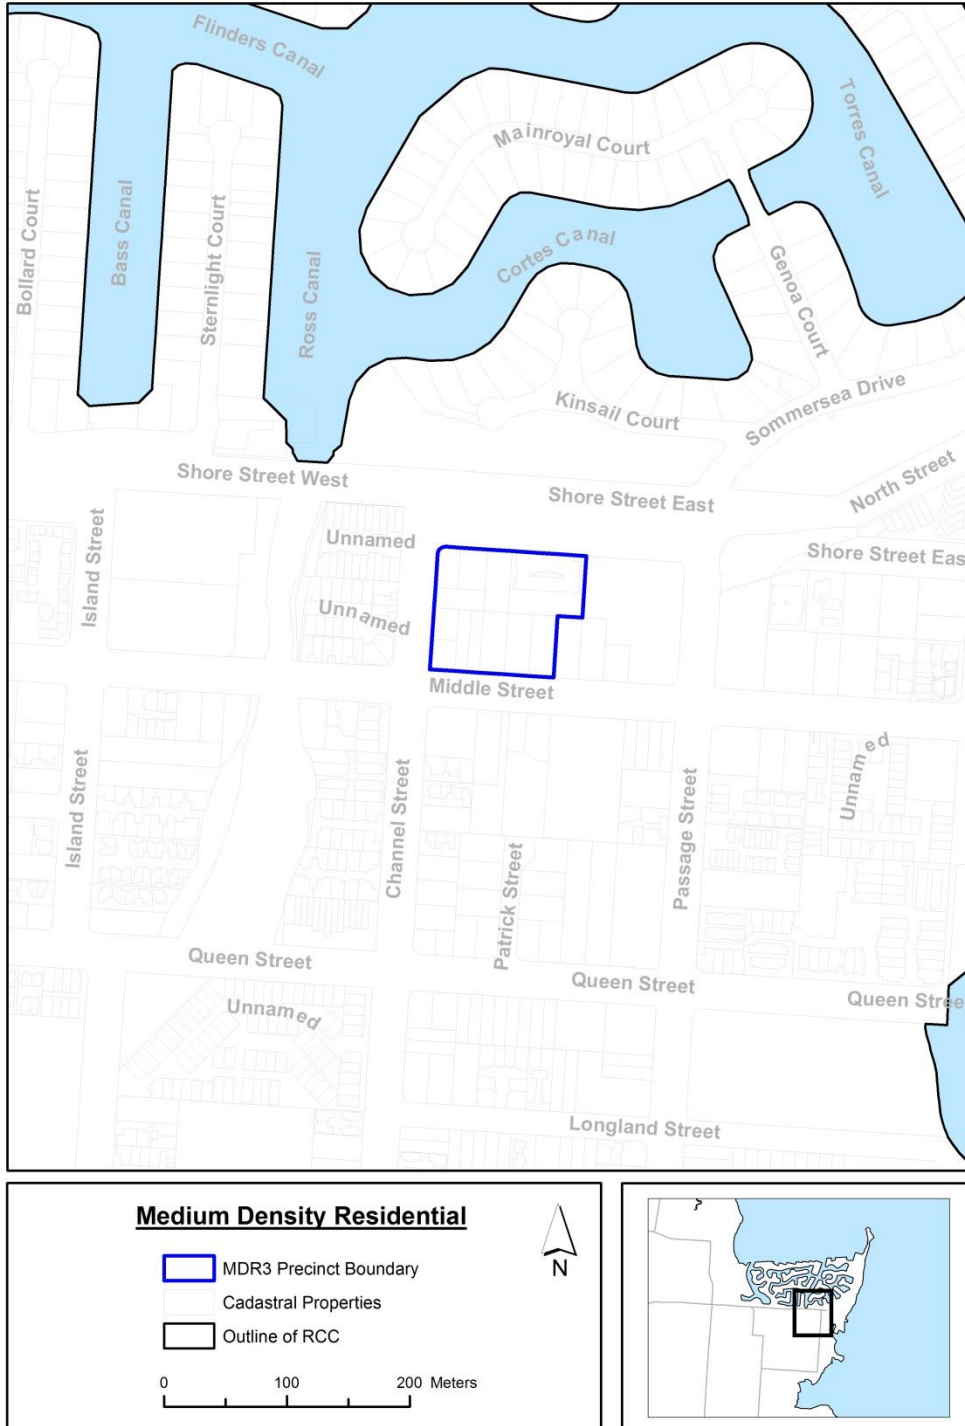 Flinders Canal
Mainroyal Court
Torres Canal
Bollard Court
Bass Canal
Sternlight Court
Ross Canal
Cortes Canal
Genoa Court
Kinsail Court
Sommersea Drive
Shore Street West
Shore Street East
North Street
Island Street
Unnamed
Shore Street Eas
Unnamed
Middle Street
Island Street
Channel Street
Patrick Street
Passage Street
Unnamed
Queen Street
Queen Street
Queen Stree
Unnamed
Longland Street
Medium Density Residential
MDR3 Precinct Boundary
Cadastral Properties
Outline of RCC
N
0 100 200 Meters